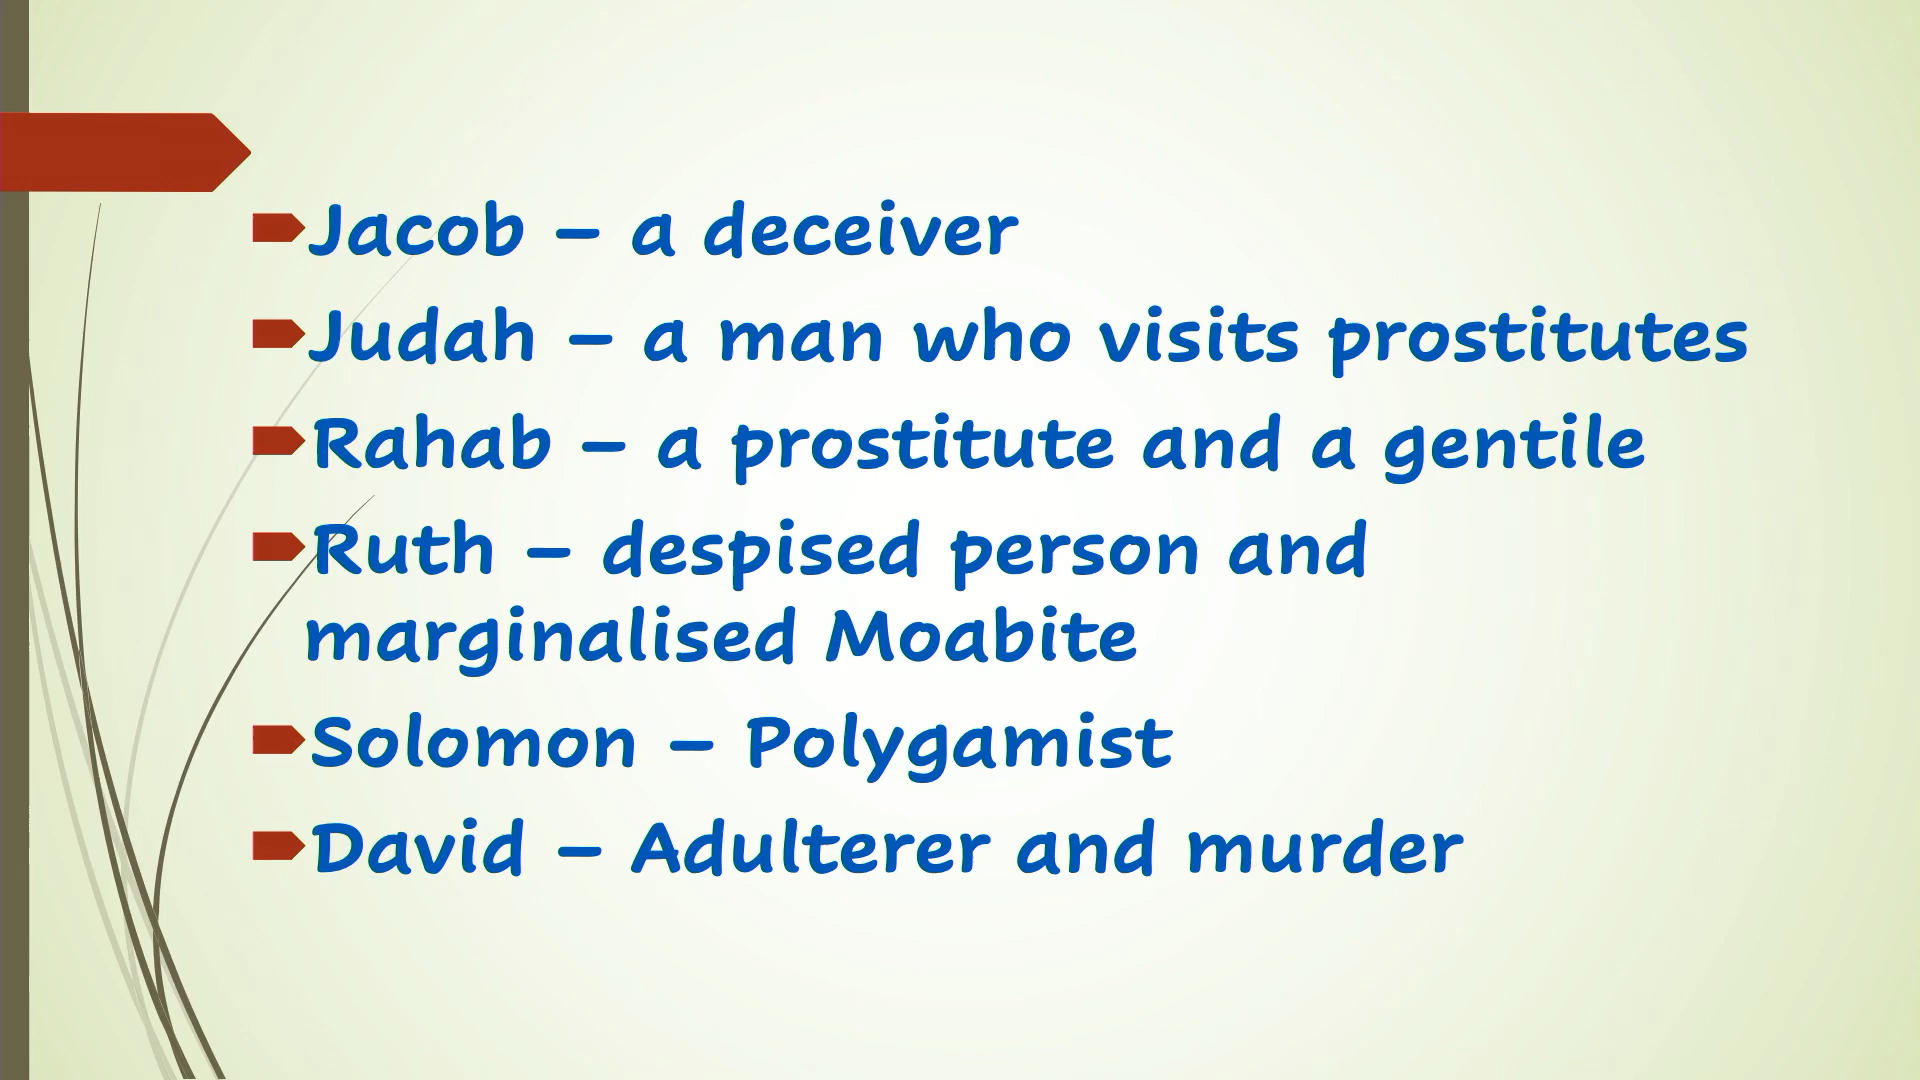 Jacob – a deceiver
Judah – a man who visits prostitutes
Rahab – a prostitute and a gentile
Ruth – despised person and
marginalised Moabite
Solomon – Polygamist
David – Adulterer and murder